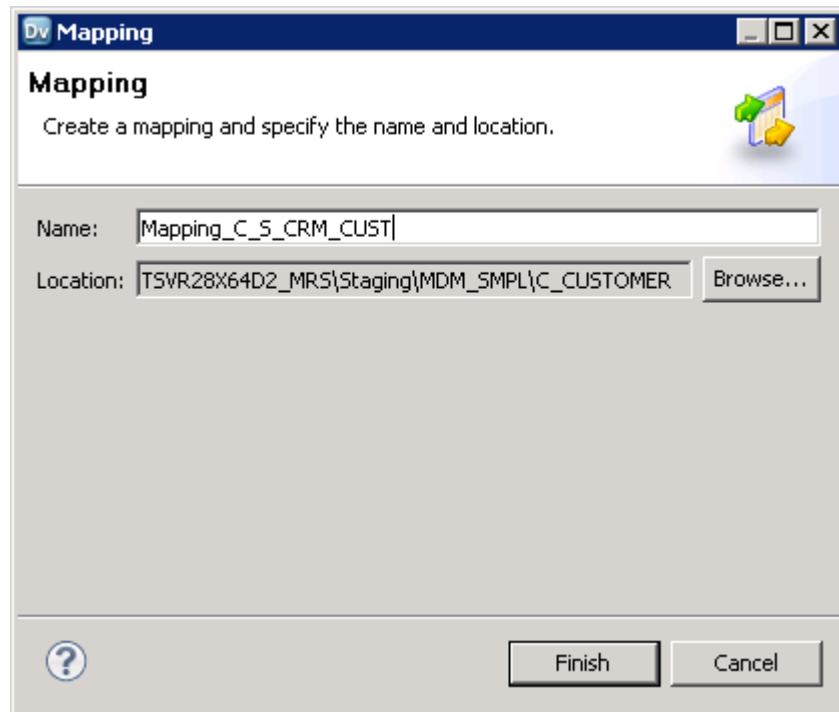 Dv Mapping
Mapping
Create a mapping and specify the name and location.
Name: Mapping_C_S_CRM_CUST
Location: TSVR28X64D2_MRS\Staging\MDM_SMPL\C_CUSTOMER Browse...
? Finish Cancel